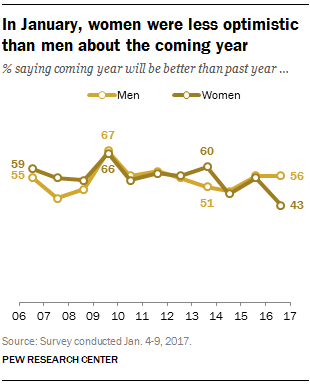 In January, women were less optimistic
than men about the coming year
% saying coming year will be better than past year ...
Men Women
67
59
55
66
60
51
56
43
06 07 08 09 10 11 12 13 14 15 16 17
Source: Survey conducted Jan. 4-9, 2017.
PEW RESEARCH CENTER